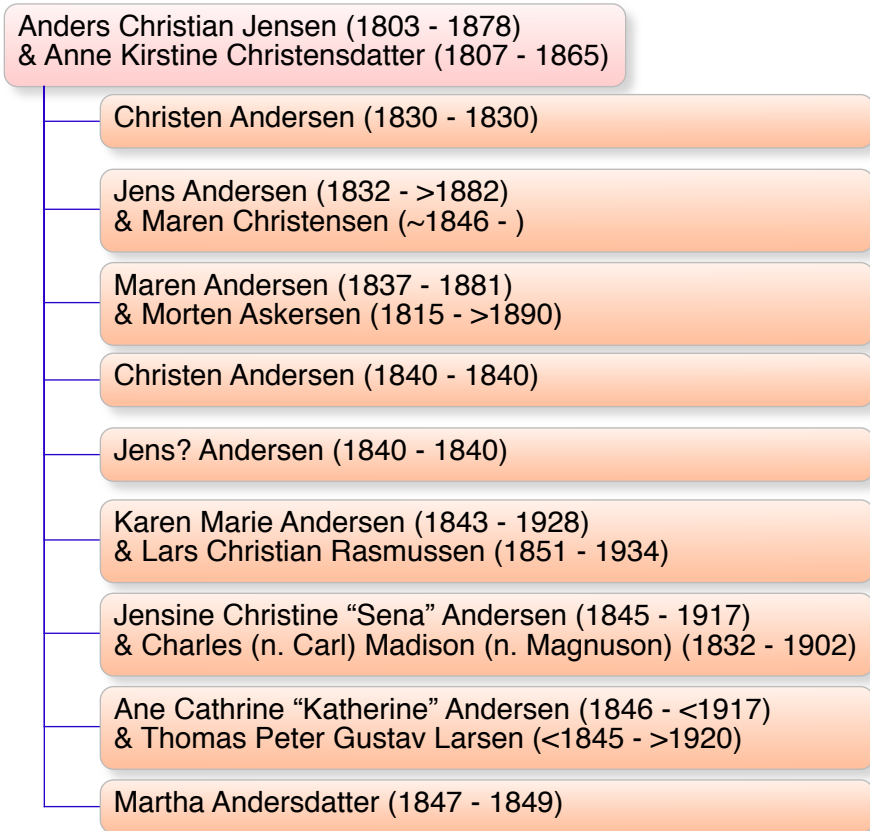 Anders Christian Jensen (1803 - 1878)
& Anne Kirstine Christensdatter (1807 - 1865)
Christen Andersen (1830 - 1830)
Jens Andersen (1832 - >1882)
& Maren Christensen (~1846 - )
Maren Andersen (1837 - 1881)
& Morten Askersen (1815 - >1890)
Christen Andersen (1840 - 1840)
Jens? Andersen (1840 - 1840)
Karen Marie Andersen (1843 - 1928)
& Lars Christian Rasmussen (1851 - 1934)
Jensine Christine “Sena” Andersen (1845 - 1917)
& Charles (n. Carl) Madison (n. Magnuson) (1832 - 1902)
Ane Cathrine “Katherine” Andersen (1846 - <1917)
& Thomas Peter Gustav Larsen (<1845 - >1920)
Martha Andersdatter (1847 - 1849)